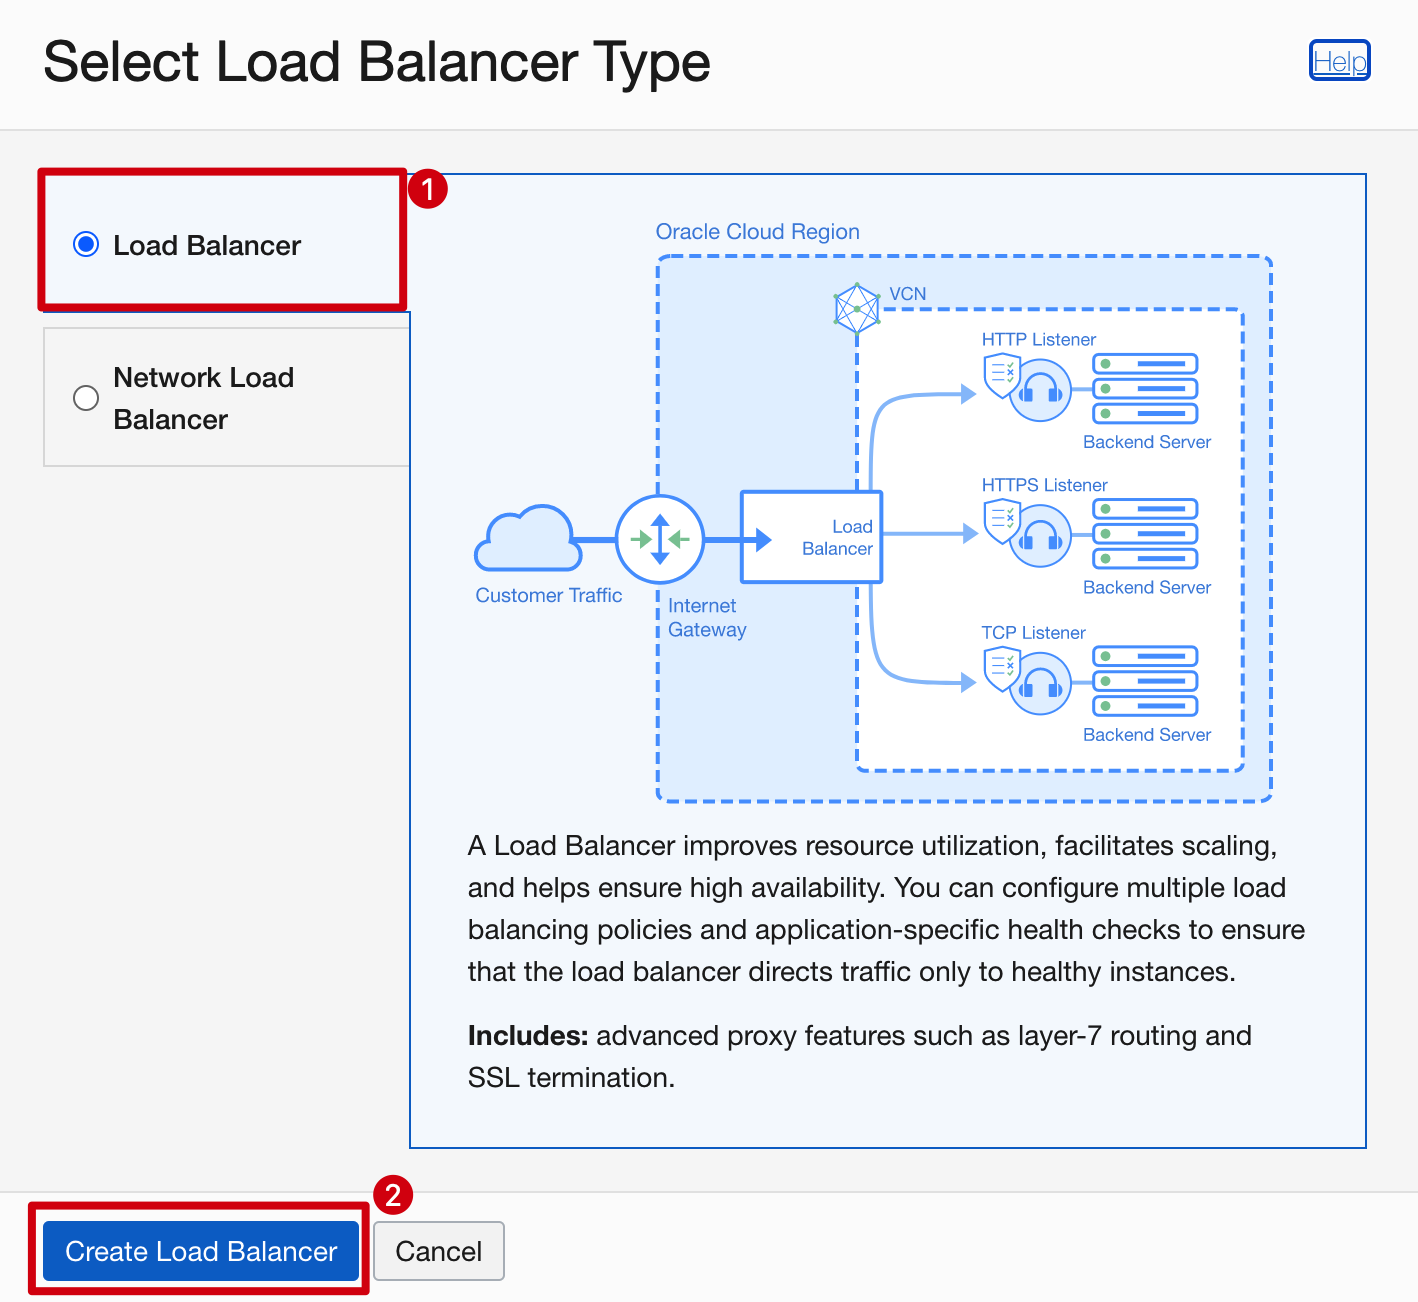 Select Load Balancer Type
Help
1
Load Balancer
Network Load
Balancer
Oracle Cloud Region
VCN
HTTP Listener
Backend Server
HTTPS Listener
Load
Balancer
Backend Server
Customer Traffic
Internet
Gateway
TCP Listener
Backend Server
A Load Balancer improves resource utilization, facilitates scaling,
and helps ensure high availability. You can configure multiple load
balancing policies and application-specific health checks to ensure
that the load balancer directs traffic only to healthy instances.
Includes: advanced proxy features such as layer-7 routing and
SSL termination.
2
Create Load Balancer
Cancel